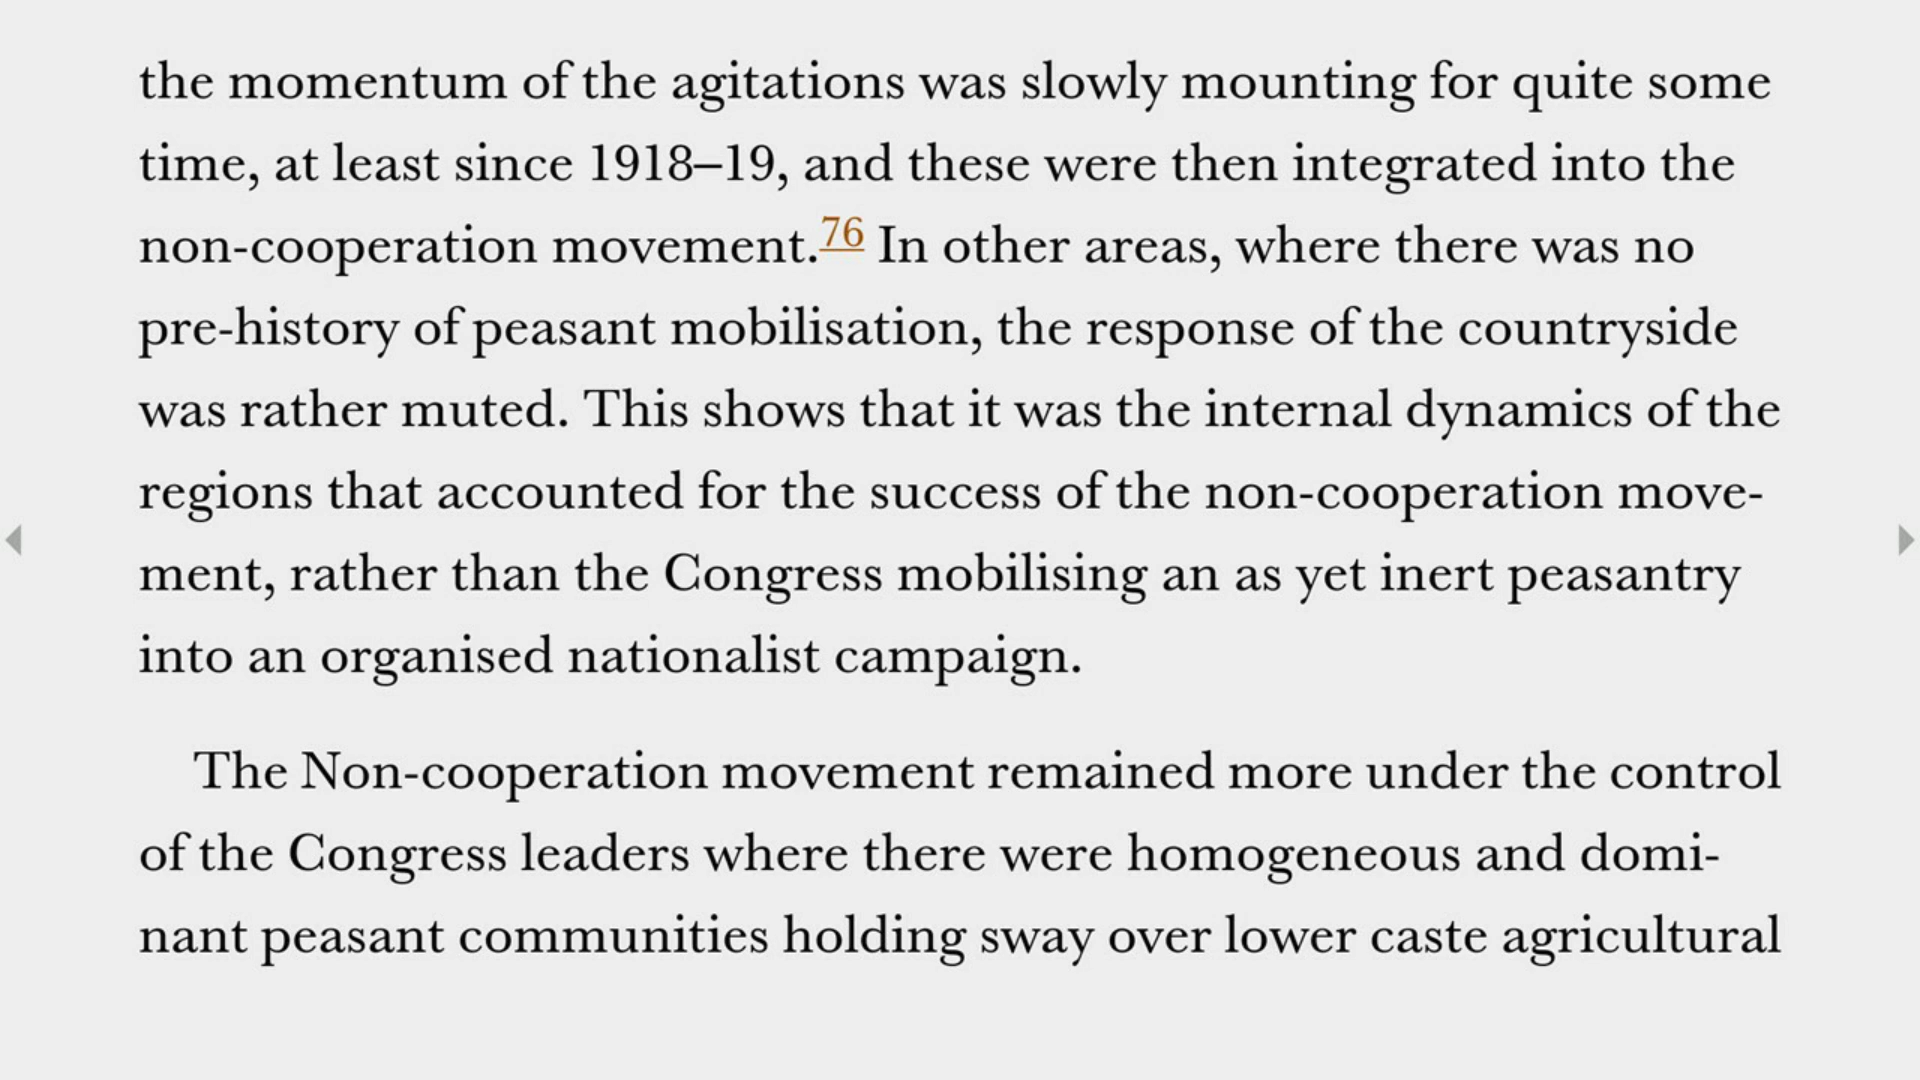 the momentum of the agitations was slowly mounting for quite some
time, at least since 1918–19, and these were then integrated into the
non-cooperation movement.76 In other areas, where there was no
pre-history of peasant mobilisation, the response of the countryside
was rather muted. This shows that it was the internal dynamics of the
regions that accounted for the success of the non-cooperation move-
ment, rather than the Congress mobilising an as yet inert peasantry
into an organised nationalist campaign.
The Non-cooperation movement remained more under the control
of the Congress leaders where there were homogeneous and domi-
nant peasant communities holding sway over lower caste agricultural